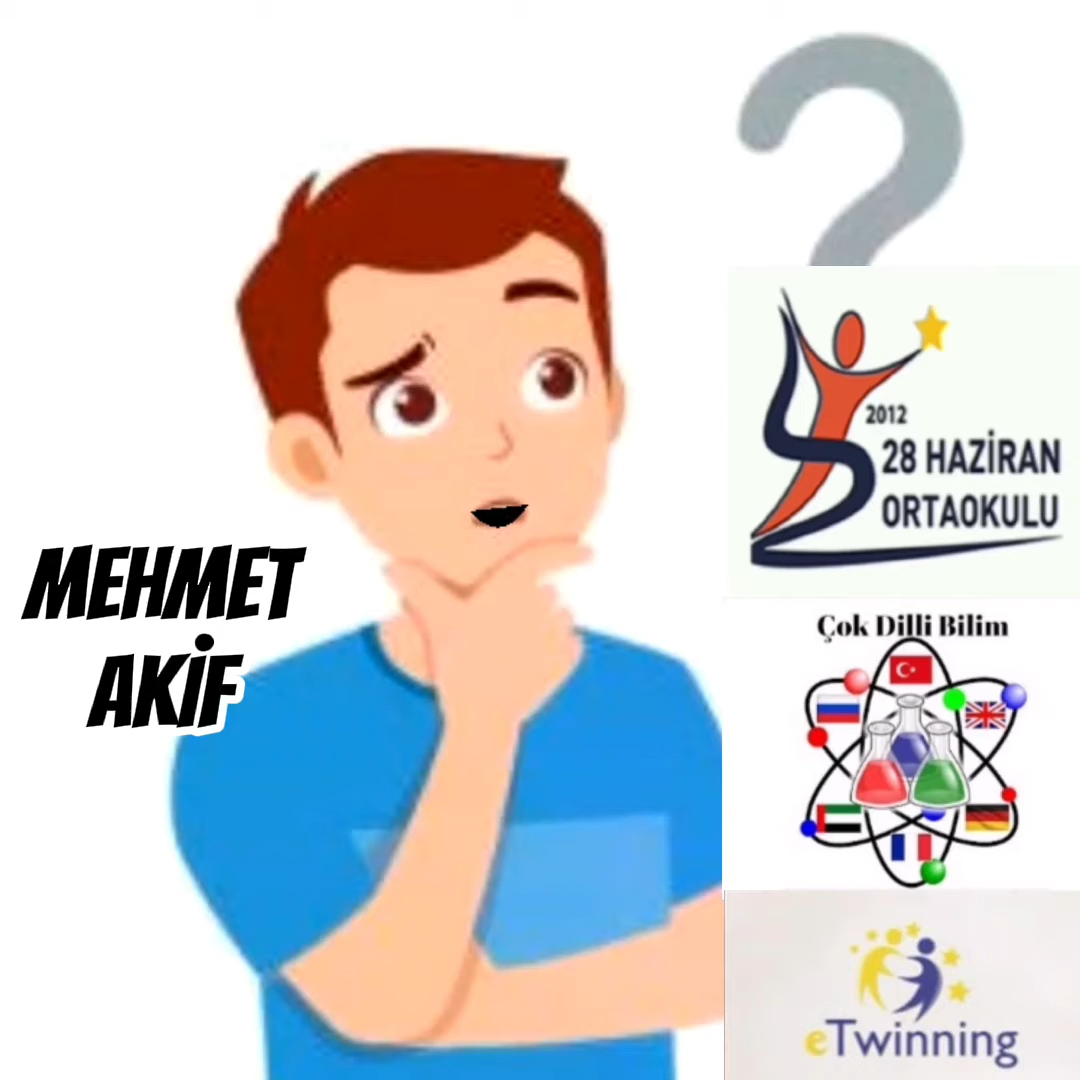 MEHMET
AKİF
2012
28 HAZİRAN
ORTAOKULU
Çok Dilli Bilim
eTwinning